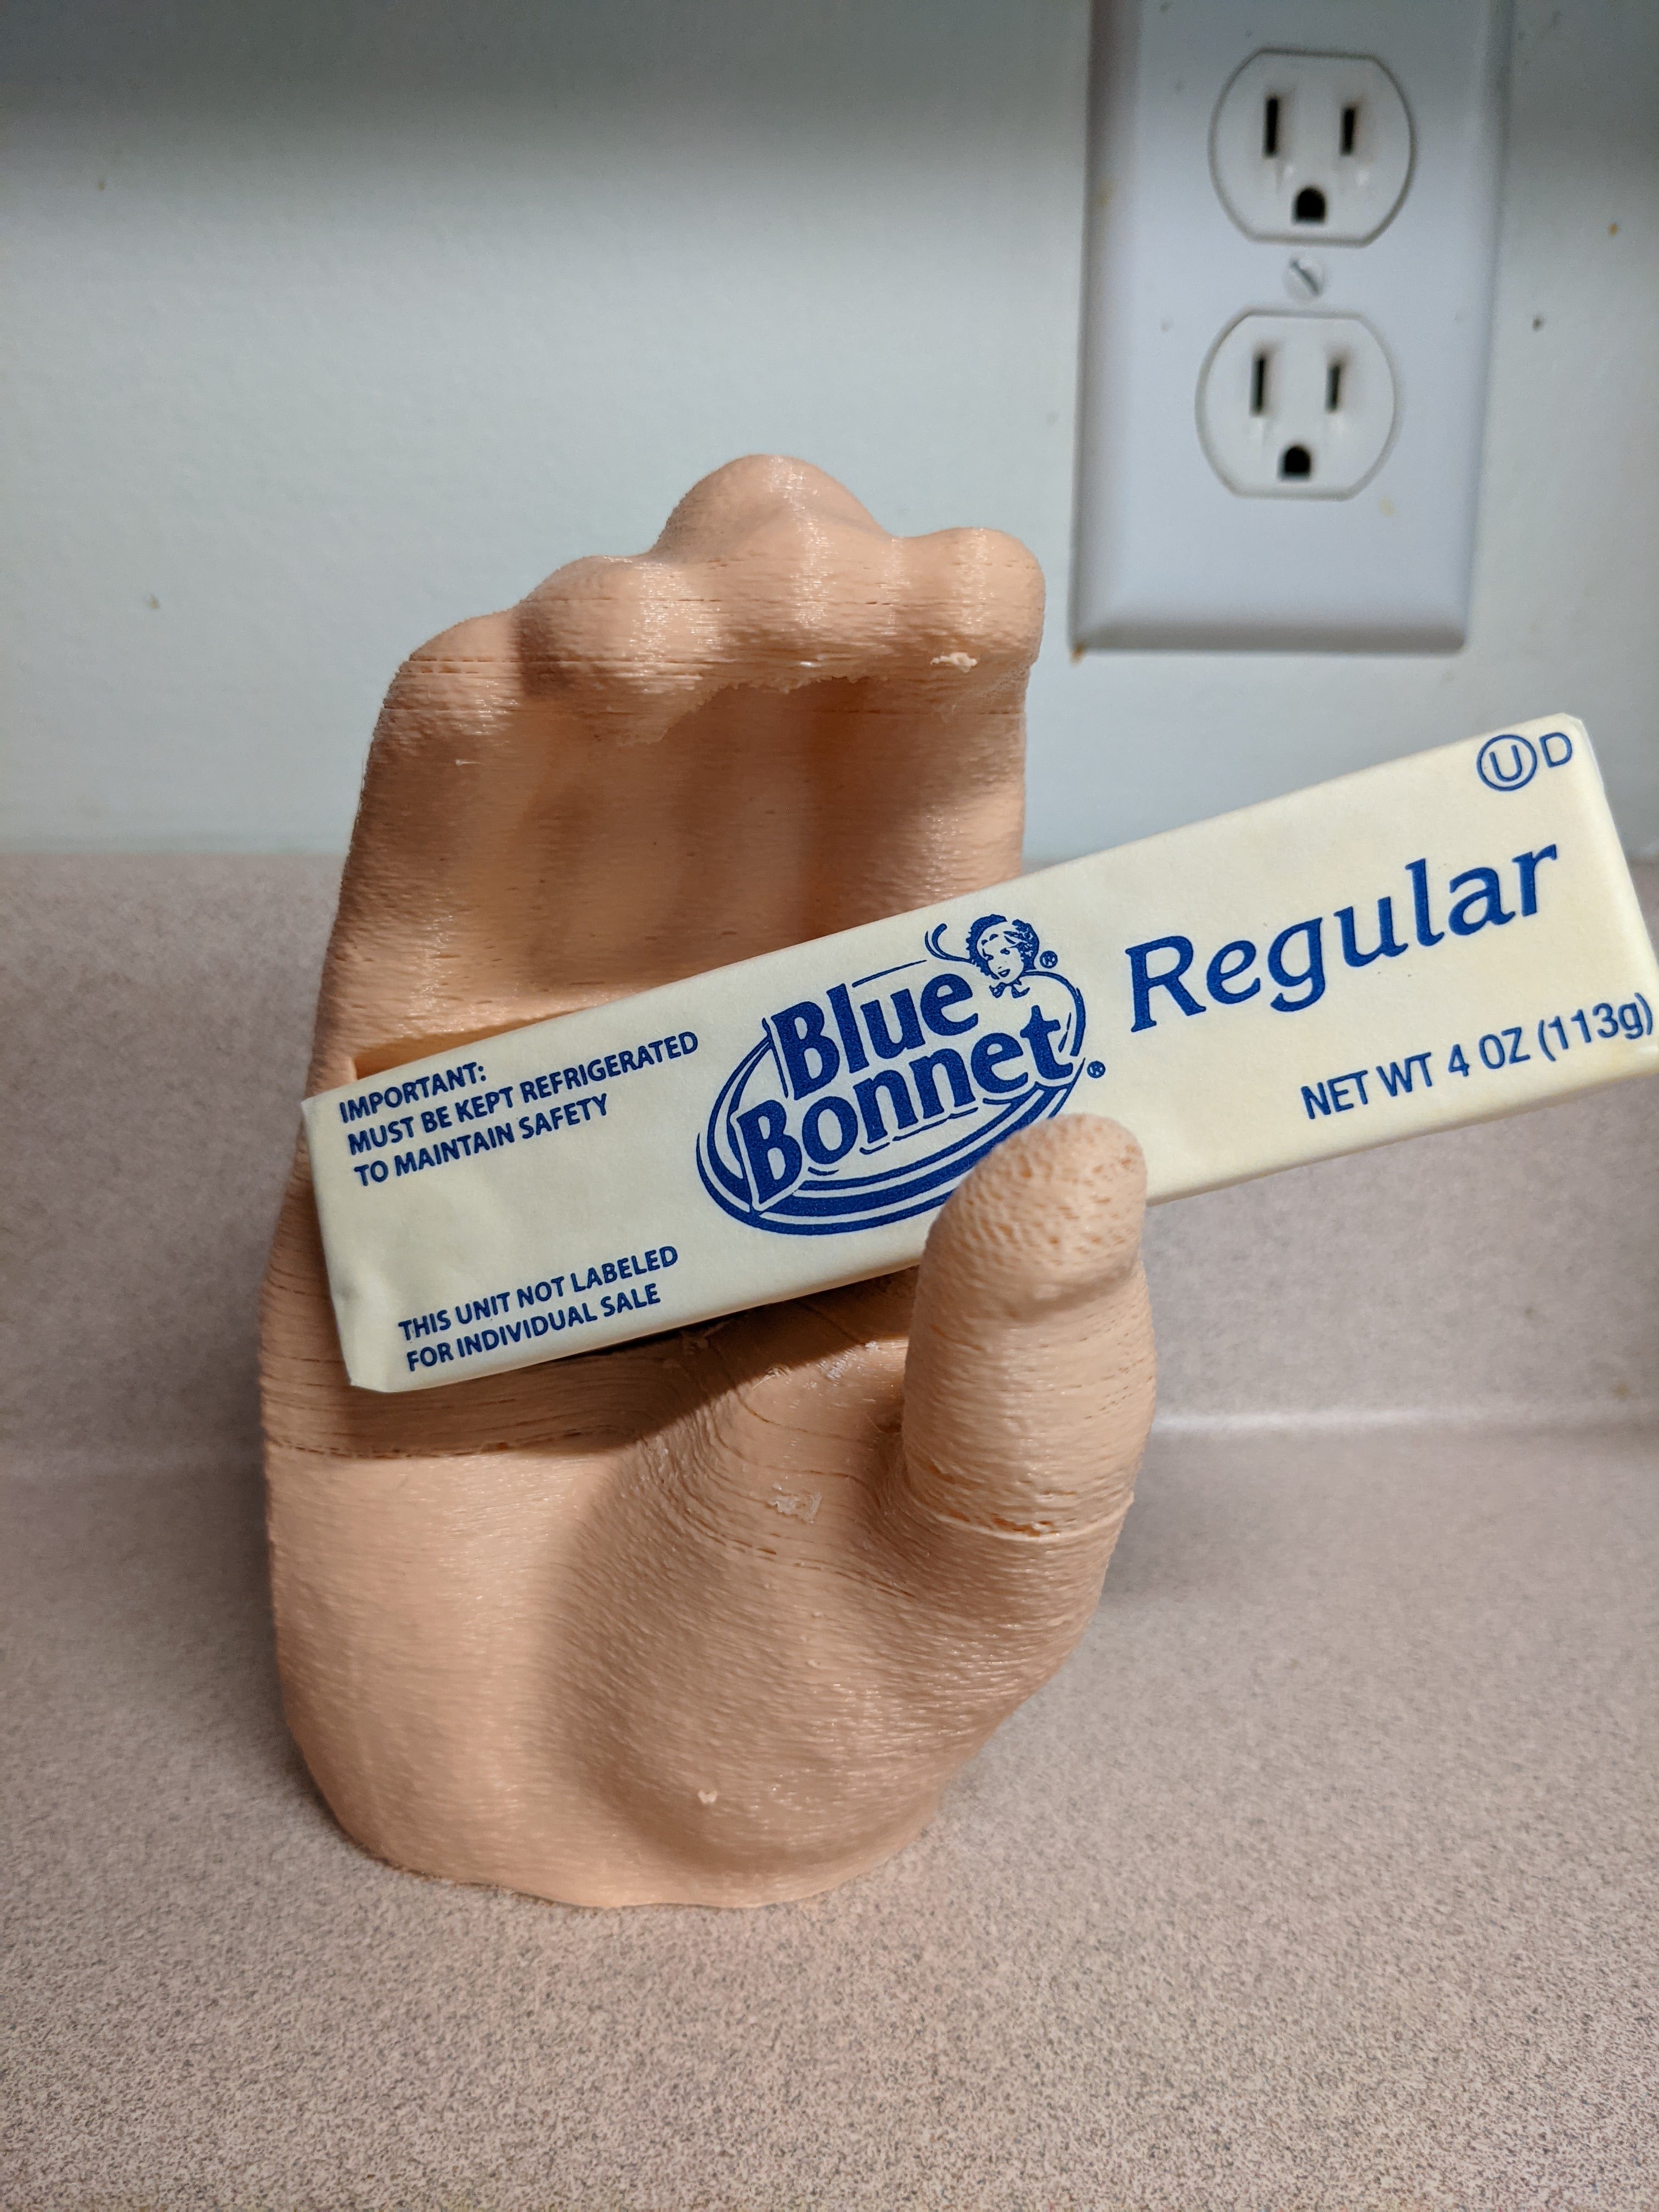 IMPORTANT:
MUST BE KEPT REFRIGERATED
TO MAINTAIN SAFETY
THIS UNIT NOT LABELED
FOR INDIVIDUAL SALE
Blue ®
Bonnet ®
Ⓤ D
Regular
NET WT 4 OZ (113g)